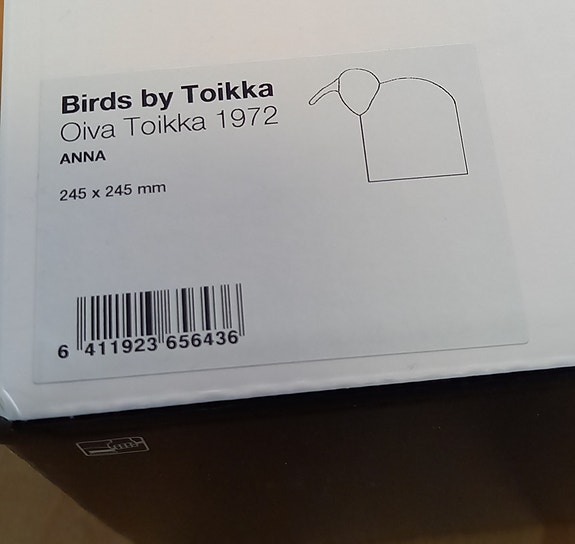 Birds by Toikka
Oiva Toikka 1972
ANNA
245 x 245 mm
6 411923 656436